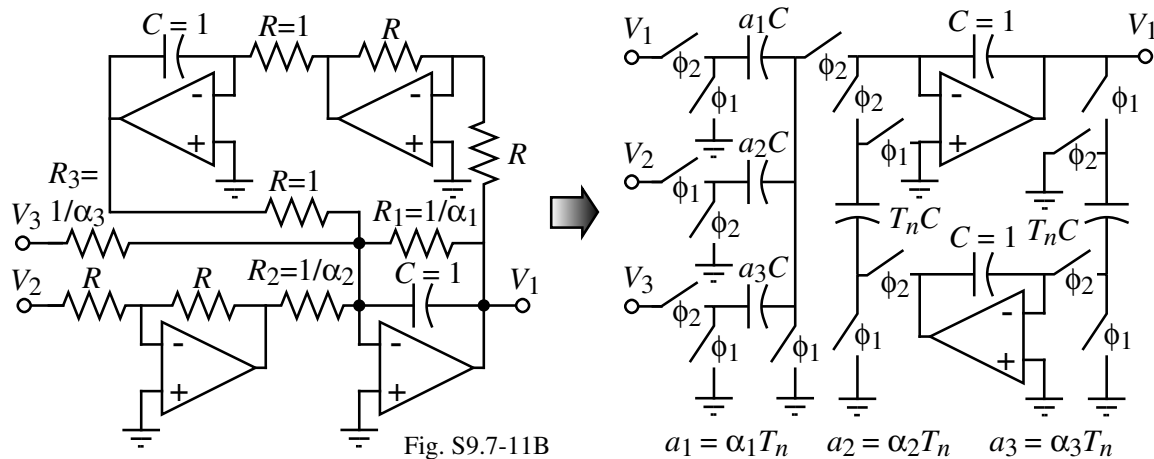 C = 1
R=1
R
-
+
-
+
R
R3=
1/α3
V3
R=1
R1=1/α1
V2
R
R
R2=1/α2
C = 1
V1
-
+
-
+
Fig. S9.7-11B
V1
ϕ2
a1C
ϕ1
ϕ2
V2
ϕ1
a2C
ϕ2
V3
ϕ2
a3C
ϕ1
ϕ1
C = 1
V1
ϕ2
ϕ1
-
+
ϕ1
ϕ2
TnC
TnC
C = 1
ϕ2
ϕ2
ϕ1
-
+
ϕ1
a1 = α1Tn
a2 = α2Tn
a3 = α3Tn